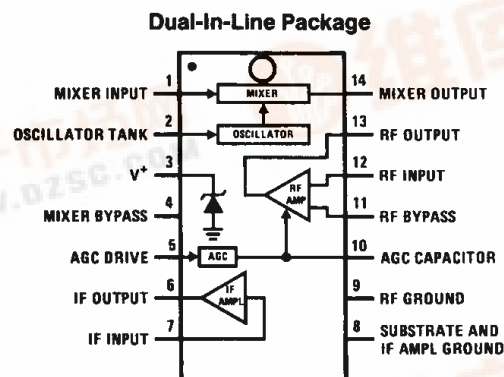 Dual-In-Line Package
MIXER INPUT 1
OSCILLATOR TANK 2
V+ 3
MIXER BYPASS 4
AGC DRIVE 5
IF OUTPUT 6
IF INPUT 7
MIXER
OSCILLATOR
RF AMP
AGC
IF AMPL
14 MIXER OUTPUT
13 RF OUTPUT
12 RF INPUT
11 RF BYPASS
10 AGC CAPACITOR
9 RF GROUND
8 SUBSTRATE AND
IF AMPL GROUND